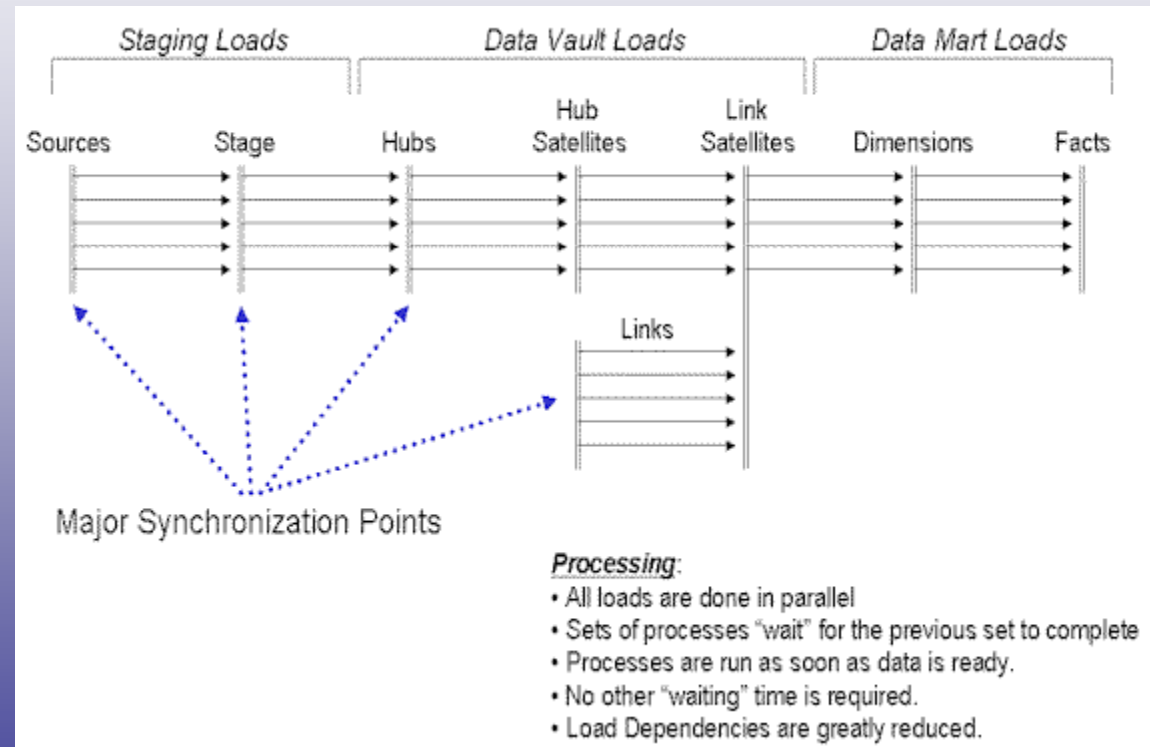 Staging Loads
Data Vault Loads
Data Mart Loads
Sources
Stage
Hubs
Hub
Satellites
Link
Satellites
Dimensions
Facts
Links
Major Synchronization Points
Processing:
• All loads are done in parallel
• Sets of processes “wait” for the previous set to complete
• Processes are run as soon as data is ready.
• No other “waiting” time is required.
• Load Dependencies are greatly reduced.